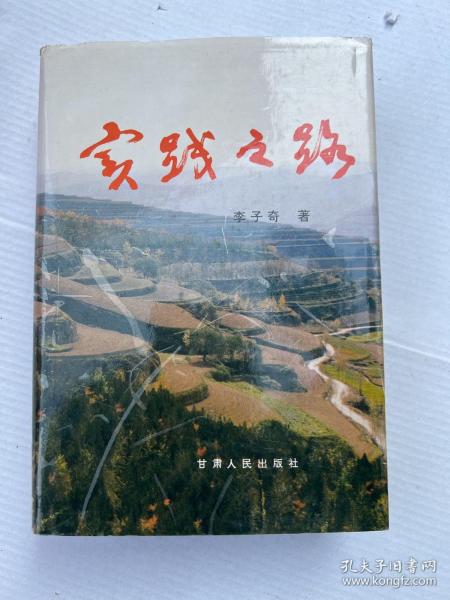 实践之路
李子奇 著
甘肃人民出版社
孔夫子旧书网
www.kongfz.com